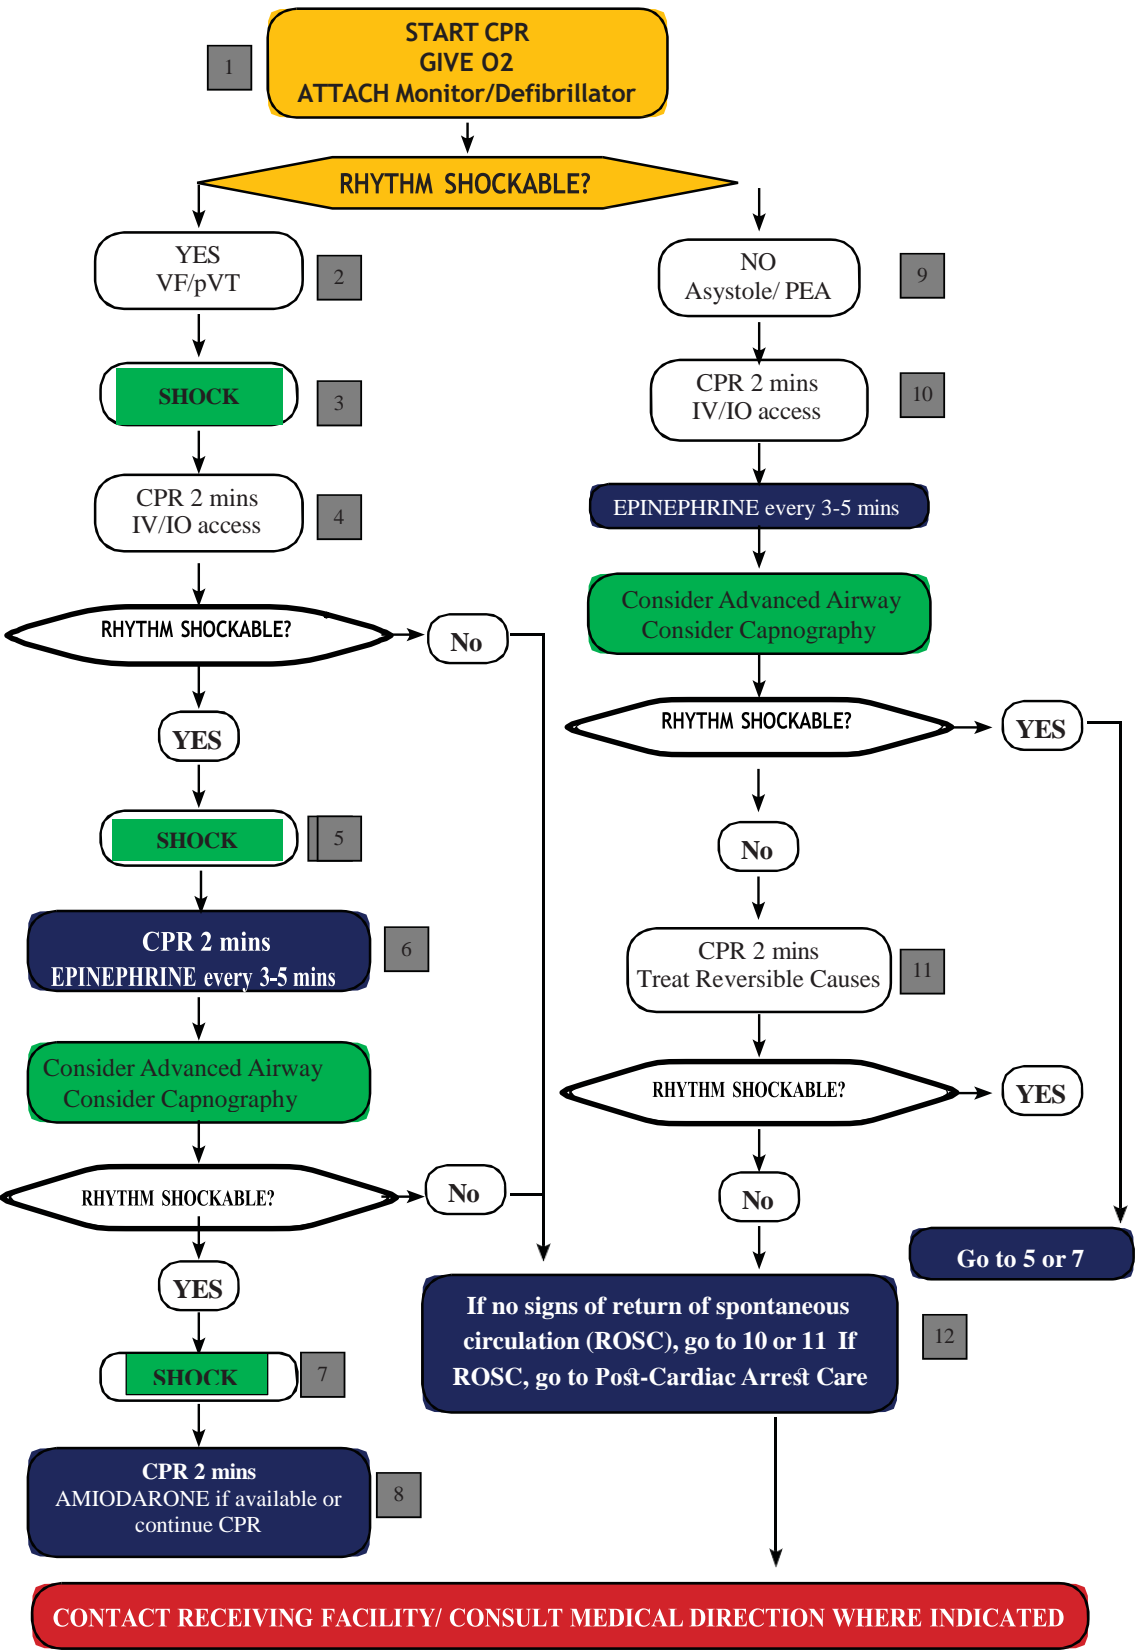 START CPR
GIVE O2
ATTACH Monitor/Defibrillator
1
RHYTHM SHOCKABLE?
YES
VF/pVT
2
SHOCK
3
CPR 2 mins
IV/IO access
4
RHYTHM SHOCKABLE?
No
YES
SHOCK
5
CPR 2 mins
EPINEPHRINE every 3-5 mins
6
Consider Advanced Airway
Consider Capnography
RHYTHM SHOCKABLE?
No
YES
SHOCK
7
CPR 2 mins
AMIODARONE if available or
continue CPR
8
NO
Asystole/ PEA
9
CPR 2 mins
IV/IO access
10
EPINEPHRINE every 3-5 mins
Consider Advanced Airway
Consider Capnography
RHYTHM SHOCKABLE?
YES
No
CPR 2 mins
Treat Reversible Causes
11
RHYTHM SHOCKABLE?
YES
No
Go to 5 or 7
If no signs of return of spontaneous
circulation (ROSC), go to 10 or 11 If
ROSC, go to Post-Cardiac Arrest Care
12
CONTACT RECEIVING FACILITY/ CONSULT MEDICAL DIRECTION WHERE INDICATED